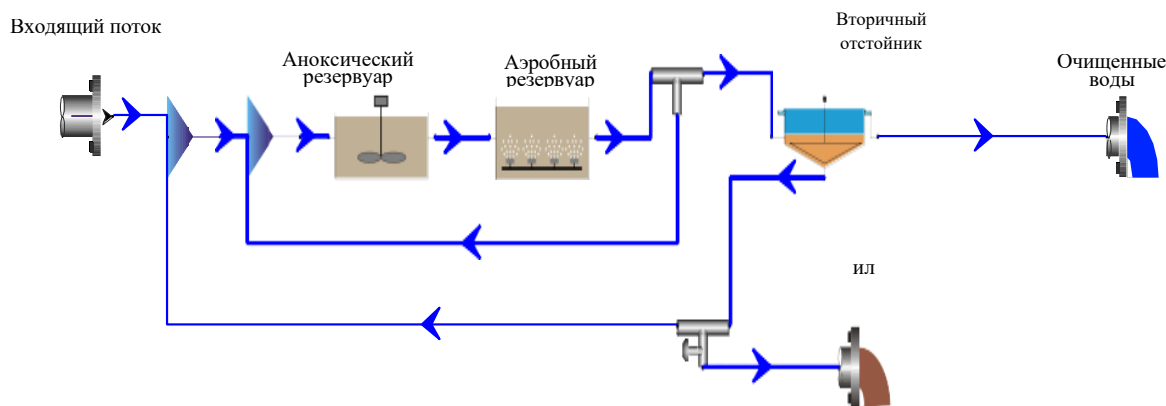 Входящий поток
Аноксический
резервуар
Аэробный
резервуар
Вторичный
отстойник
Очищенные
воды
ил